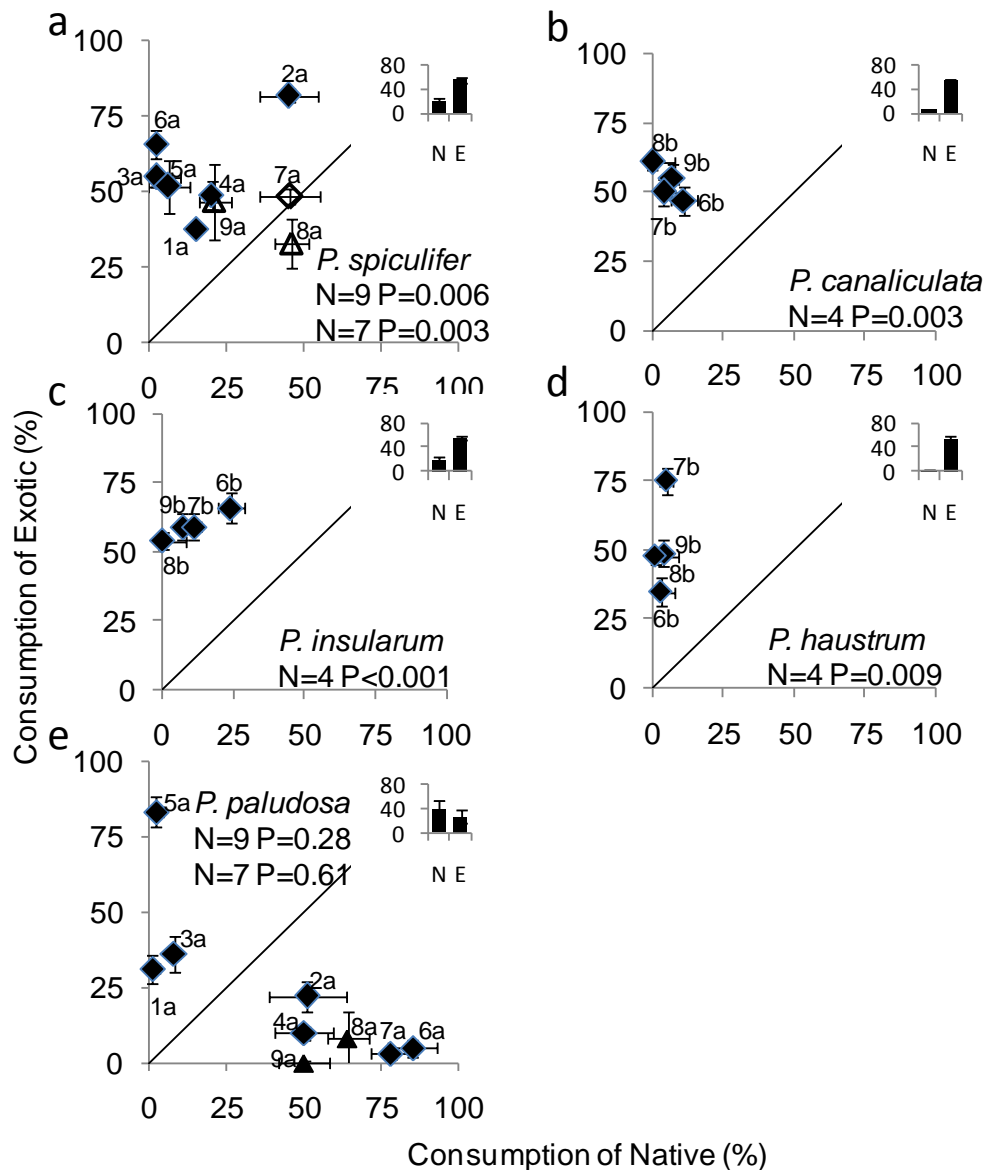 a
100
75
50
25
0
0 25 50 75 100
2a
6a
3a
5a
4a
7a
1a
9a
8a
80
40
0
N E
P. spiculifer
N=9 P=0.006
N=7 P=0.003
b
100
75
50
25
0
0 25 50 75 100
8b
9b
7b
6b
80
40
0
N E
P. canaliculata
N=4 P=0.003
c
100
75
50
25
0
0 25 50 75 100
9b 7b 6b
8b
80
40
0
N E
P. insularum
N=4 P<0.001
d
100
75
50
25
0
0 25 50 75 100
7b
9b
8b
6b
80
40
0
N E
P. haustrum
N=4 P=0.009
e
100
75
50
25
0
0 25 50 75 100
5a
3a
1a
2a
4a
8a
7a
6a
9a
80
40
0
N E
P. paludosa
N=9 P=0.28
N=7 P=0.61
Consumption of Exotic (%)
Consumption of Native (%)